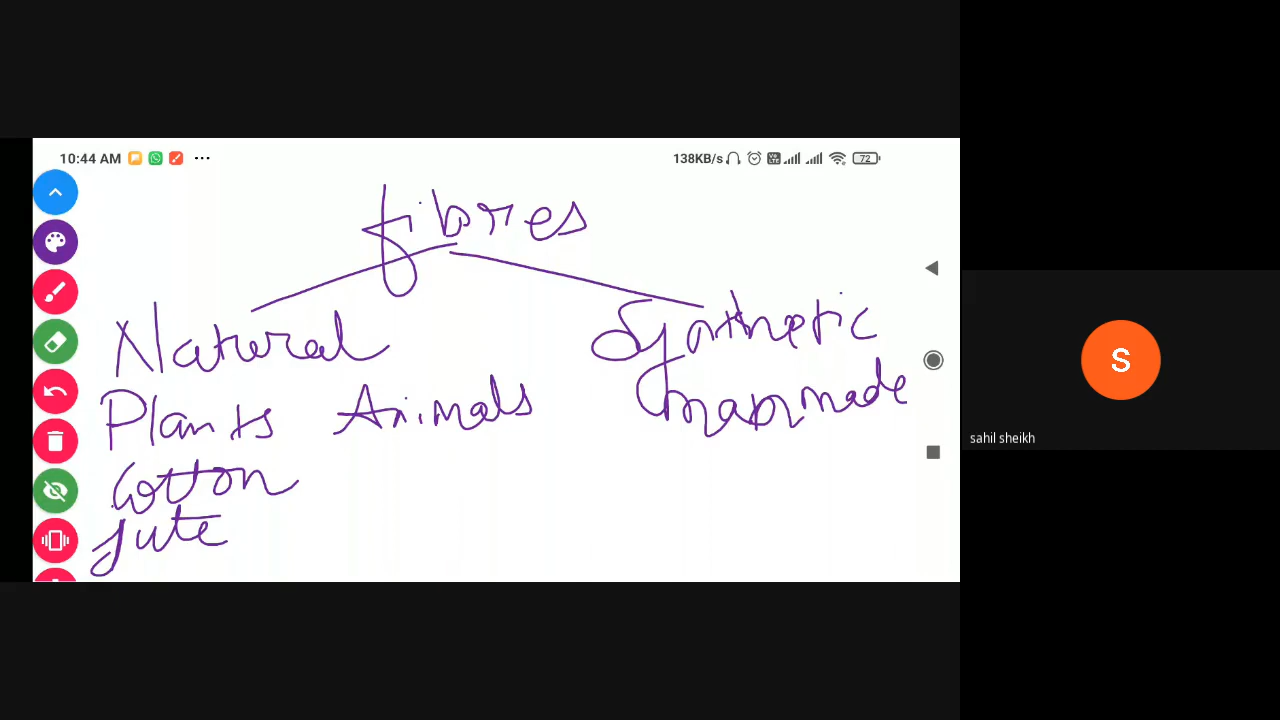 10:44 AM ...
138KB/s 72
fibres
Natural Synthetic
Plants Animals manmade
Cotton
Jute
S
sahil sheikh